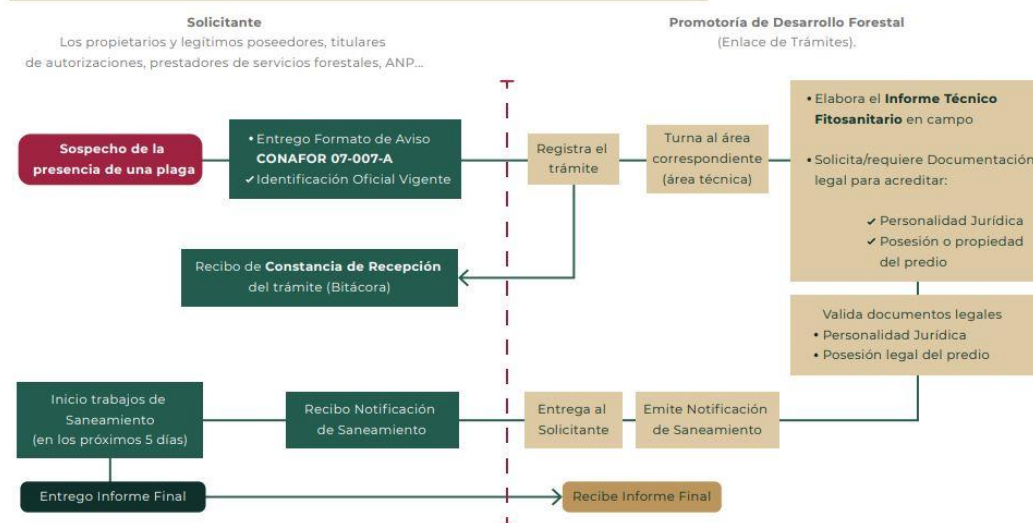 Solicitante
Los propietarios y legítimos poseedores, titulares
de autorizaciones, prestadores de servicios forestales, ANP...
Promotoría de Desarrollo Forestal
(Enlace de Trámites).
Sospecho de la
presencia de una plaga
• Entrego Formato de Aviso
CONAFOR 07-007-A
✓ Identificación Oficial Vigente
Registra el
trámite
Turna al área
correspondiente
(área técnica)
• Elabora el Informe Técnico
Fitosanitario en campo
• Solicita/requiere Documentación
legal para acreditar:
✓ Personalidad Jurídica
✓ Posesión o propiedad
del predio
Recibo de Constancia de Recepción
del trámite (Bitácora)
Valida documentos legales
• Personalidad Jurídica
• Posesión legal del predio
Inicio trabajos de
Saneamiento
(en los próximos 5 días)
Recibo Notificación
de Saneamiento
Entrega al
Solicitante
Emite Notificación
de Saneamiento
Entrego Informe Final
Recibe Informe Final